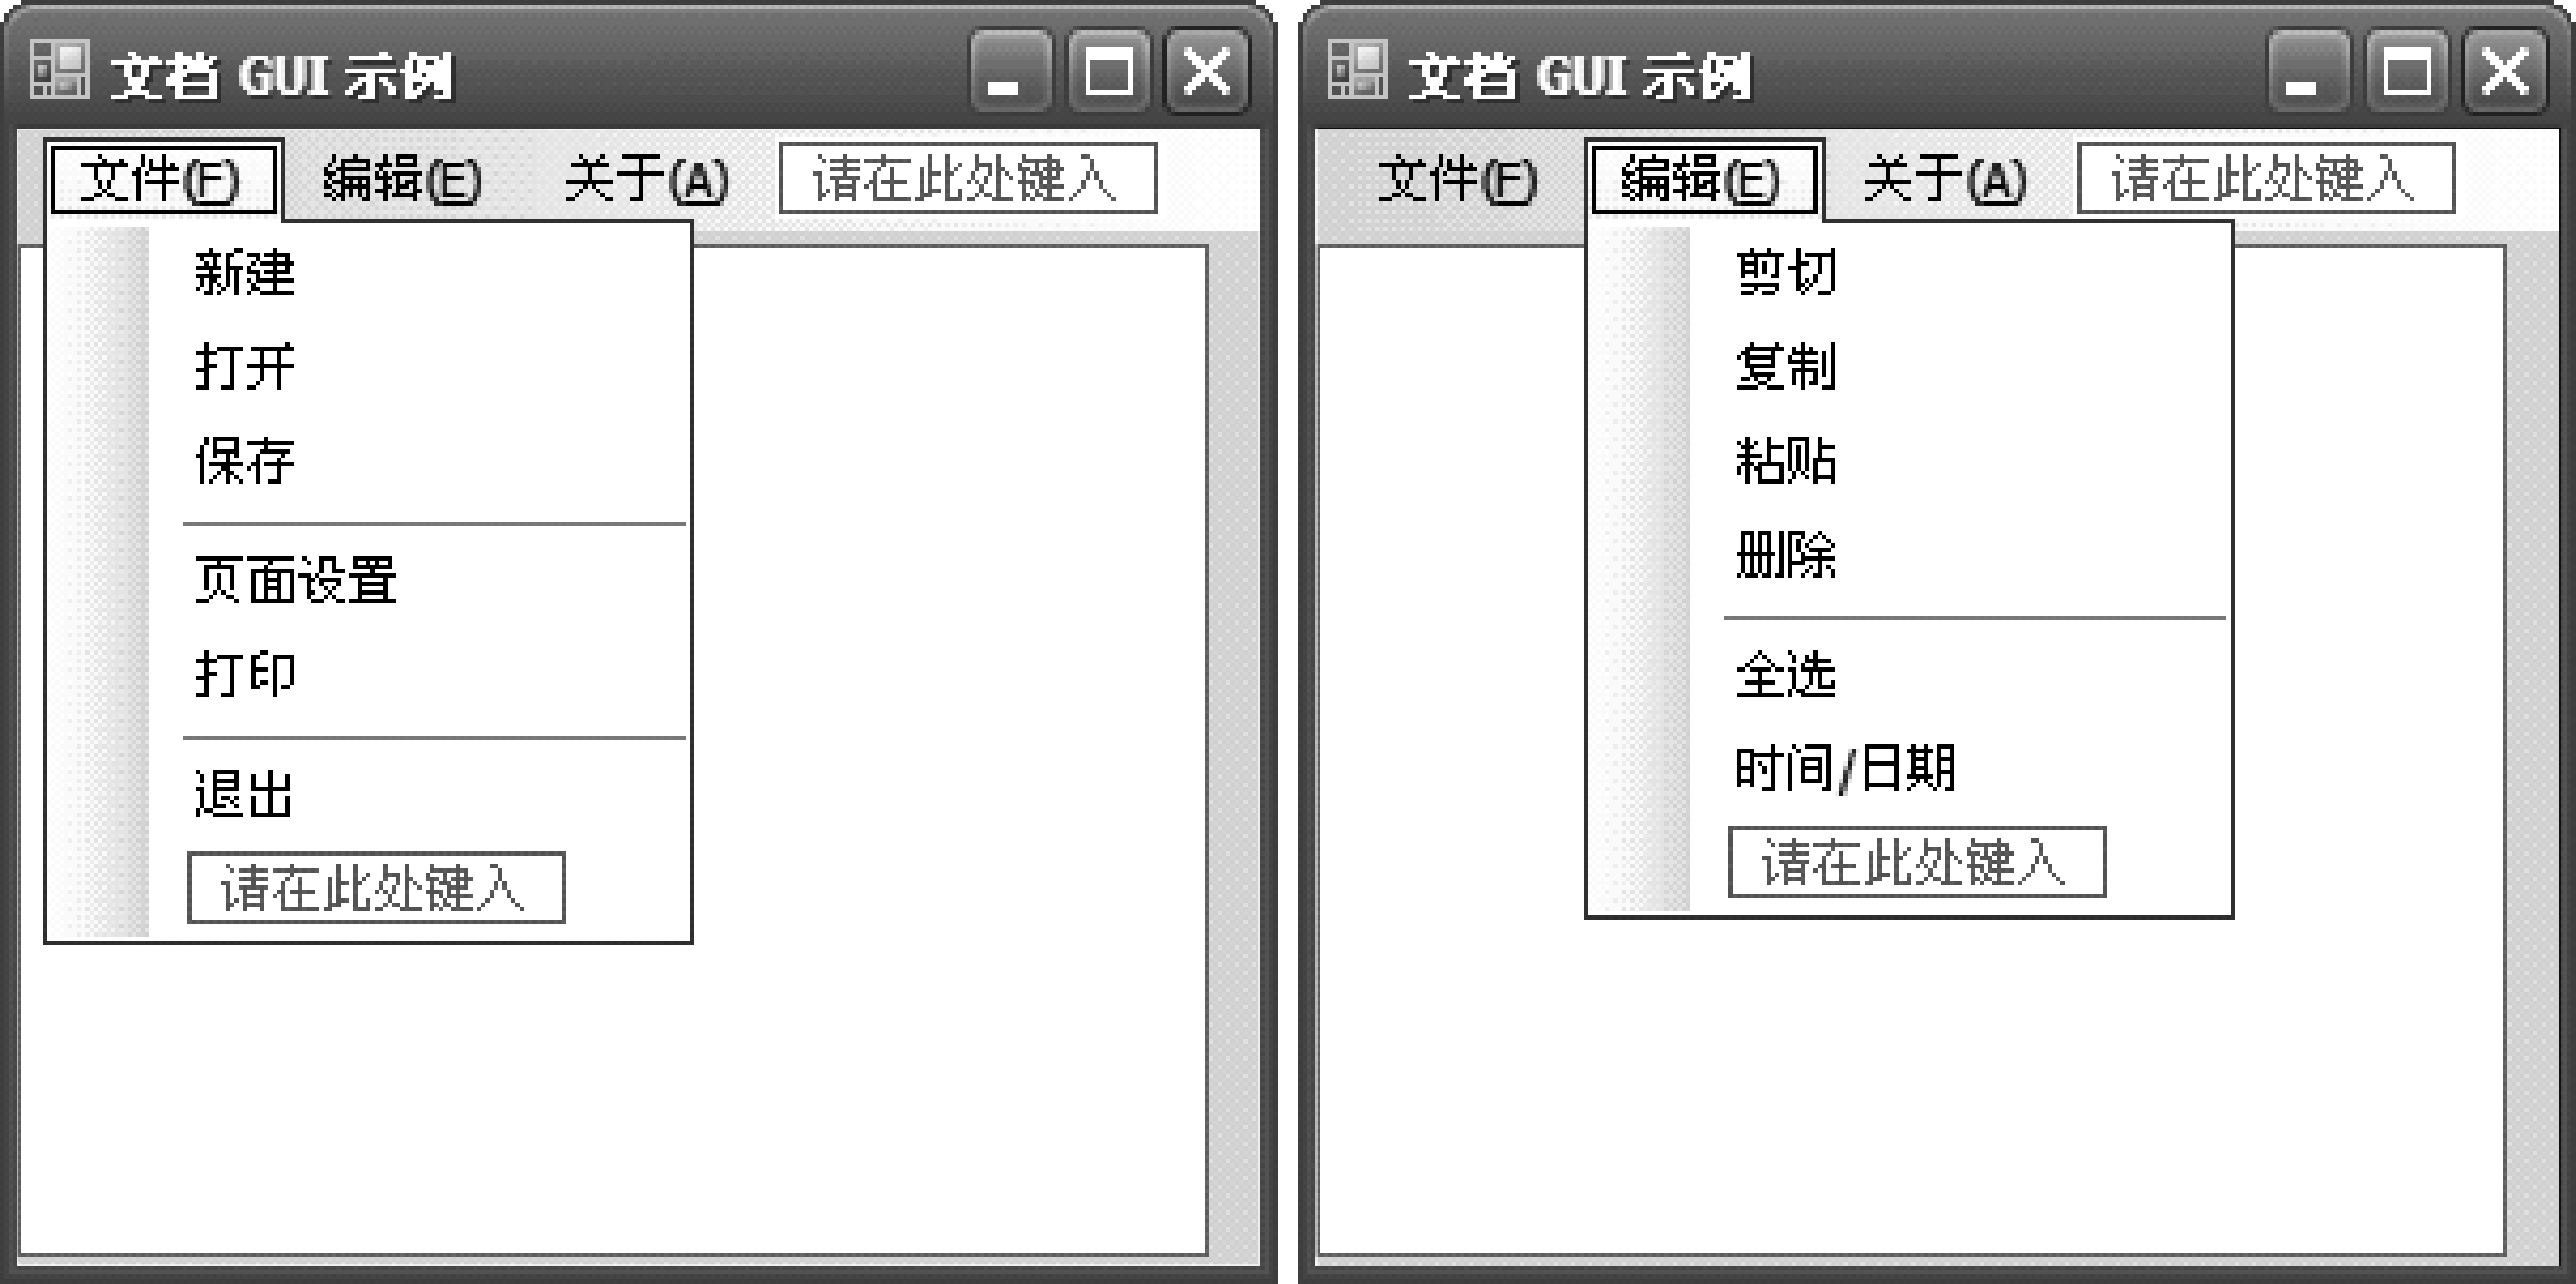 文档 GUI 示例
文件(F) 编辑(E) 关于(A) 请在此处键入
新建
打开
保存
页面设置
打印
退出
请在此处键入
文档 GUI 示例
文件(F) 编辑(E) 关于(A) 请在此处键入
剪切
复制
粘贴
删除
全选
时间/日期
请在此处键入